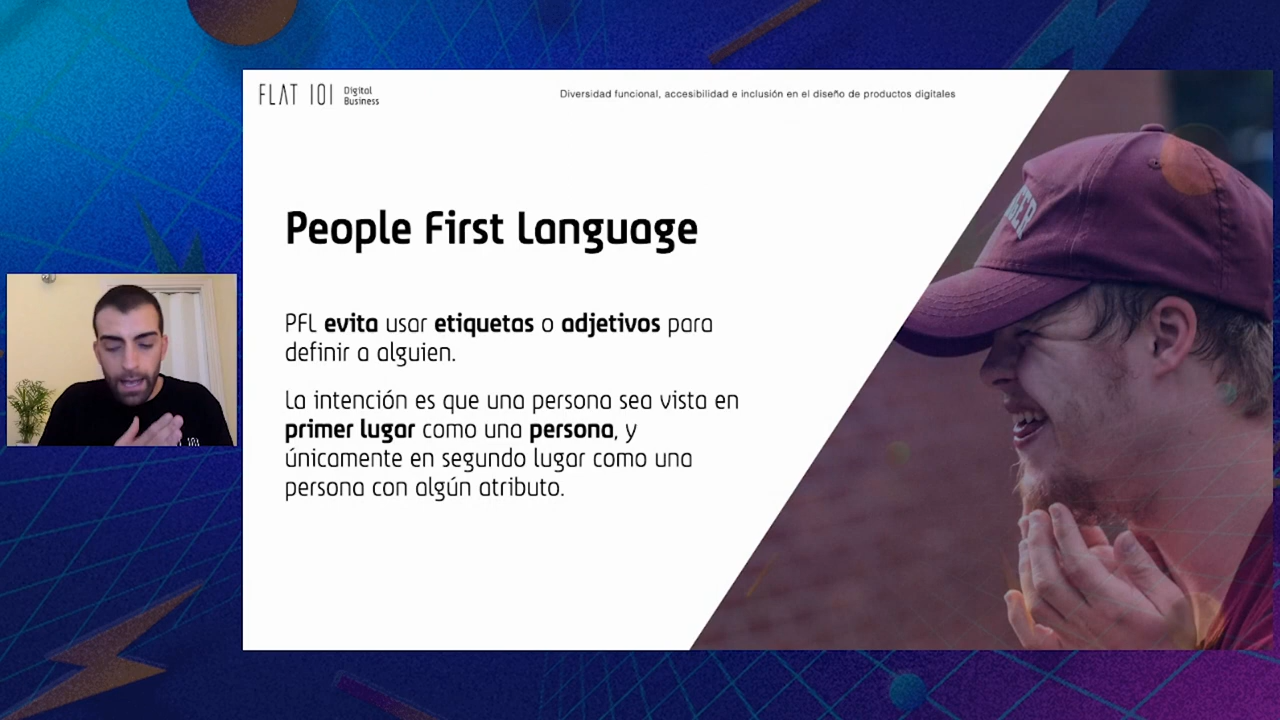 FLAT 101 Digital Business
Diversidad funcional, accesibilidad e inclusión en el diseño de productos digitales
People First Language
PFL evita usar etiquetas o adjetivos para
definir a alguien.
La intención es que una persona sea vista en
primer lugar como una persona, y
únicamente en segundo lugar como una
persona con algún atributo.